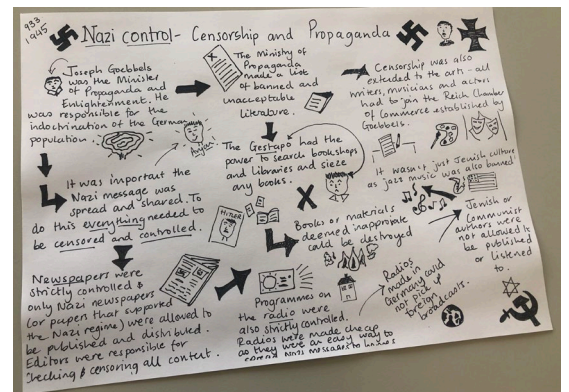 933
1945
Nazi control - Censorship and Propaganda
Joseph Goebbels
was the Minister
of Propaganda and
Enlightenment. He
was responsible for the
indoctrination of the German
population.
Aryan
The Ministry of
Propaganda
made a list
of banned and
unacceptable
literature.
Censorship was also
extended to the arts - all
writers, musicians and actors
had to join the Reich Chamber
of Commerce established by
Goebbels.
It was important the
Nazi message was
spread and shared. To
do this everything needed to
be censored and controlled.
The Gestapo had the
power to search bookshops
and libraries and sieze
any books.
It wasn't just Jewish culture
as jazz music was also banned
HITLER
Books or materials
deemed inappropriate
could be destroyed
Jewish or
Communist
authors were
not allowed to
be published
or listened
to.
Newspapers were
strictly controlled &
only Nazi newspapers
(or papers that supported
the Nazi regime) were allowed to
be published and distributed.
Editors were responsible for
checking & censoring all content.
Programmes on
the radio were
also strictly controlled.
Radios were made cheap
as they were an easy way to
spread Nazi messages to
Radios
made in
Germany could
not pick up
foreign
broadcasts.